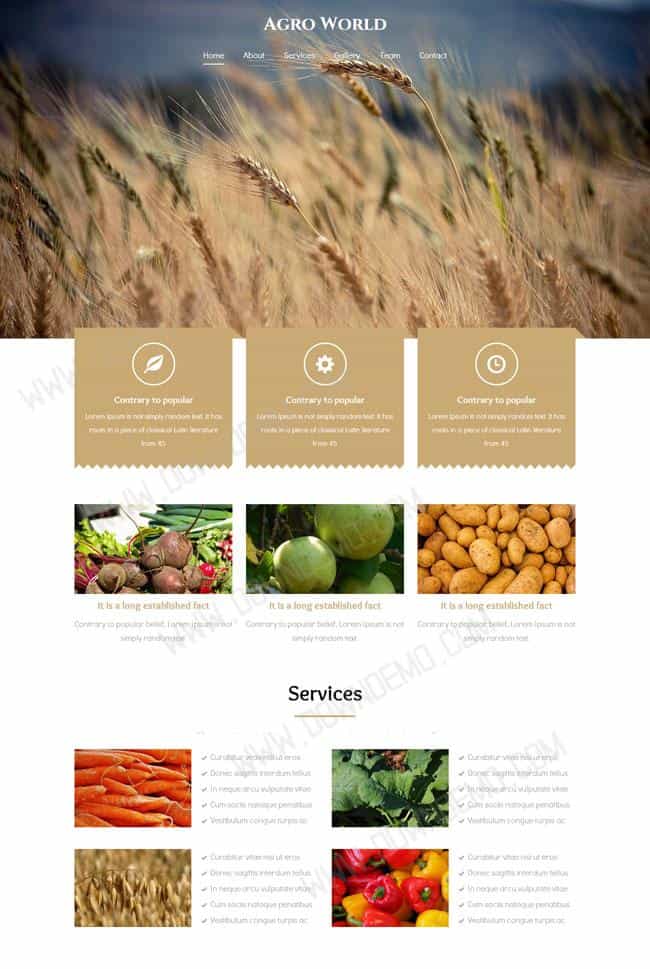 Agro World
Home About Services Gallery Team Contact
Contrary to popular
Lorem Ipsum is not simply random text. It has
roots in a piece of classical Latin literature
from 45
Contrary to popular
Lorem Ipsum is not simply random text. It has
roots in a piece of classical Latin literature
from 45
Contrary to popular
Lorem Ipsum is not simply random text. It has
roots in a piece of classical Latin literature
from 45
It is a long established fact
Contrary to popular belief, Lorem Ipsum is not
simply random text
It is a long established fact
Contrary to popular belief, Lorem Ipsum is not
simply random text
It is a long established fact
Contrary to popular belief, Lorem Ipsum is not
simply random text
Services
Curabitur vitae nisl ut eros
Donec sagittis interdum tellus
In neque arcu vulputate vitae
Cum sociis natoque penatibus
Vestibulum congue turpis ac
Curabitur vitae nisl ut eros
Donec sagittis interdum tellus
In neque arcu vulputate vitae
Cum sociis natoque penatibus
Vestibulum congue turpis ac
Curabitur vitae nisl ut eros
Donec sagittis interdum tellus
In neque arcu vulputate vitae
Cum sociis natoque penatibus
Vestibulum congue turpis ac
Curabitur vitae nisl ut eros
Donec sagittis interdum tellus
In neque arcu vulputate vitae
Cum sociis natoque penatibus
Vestibulum congue turpis ac
WWW.DOWNDEMO.COM
WWW.DOWNDEMO.COM
WWW.DOWNDEMO.COM